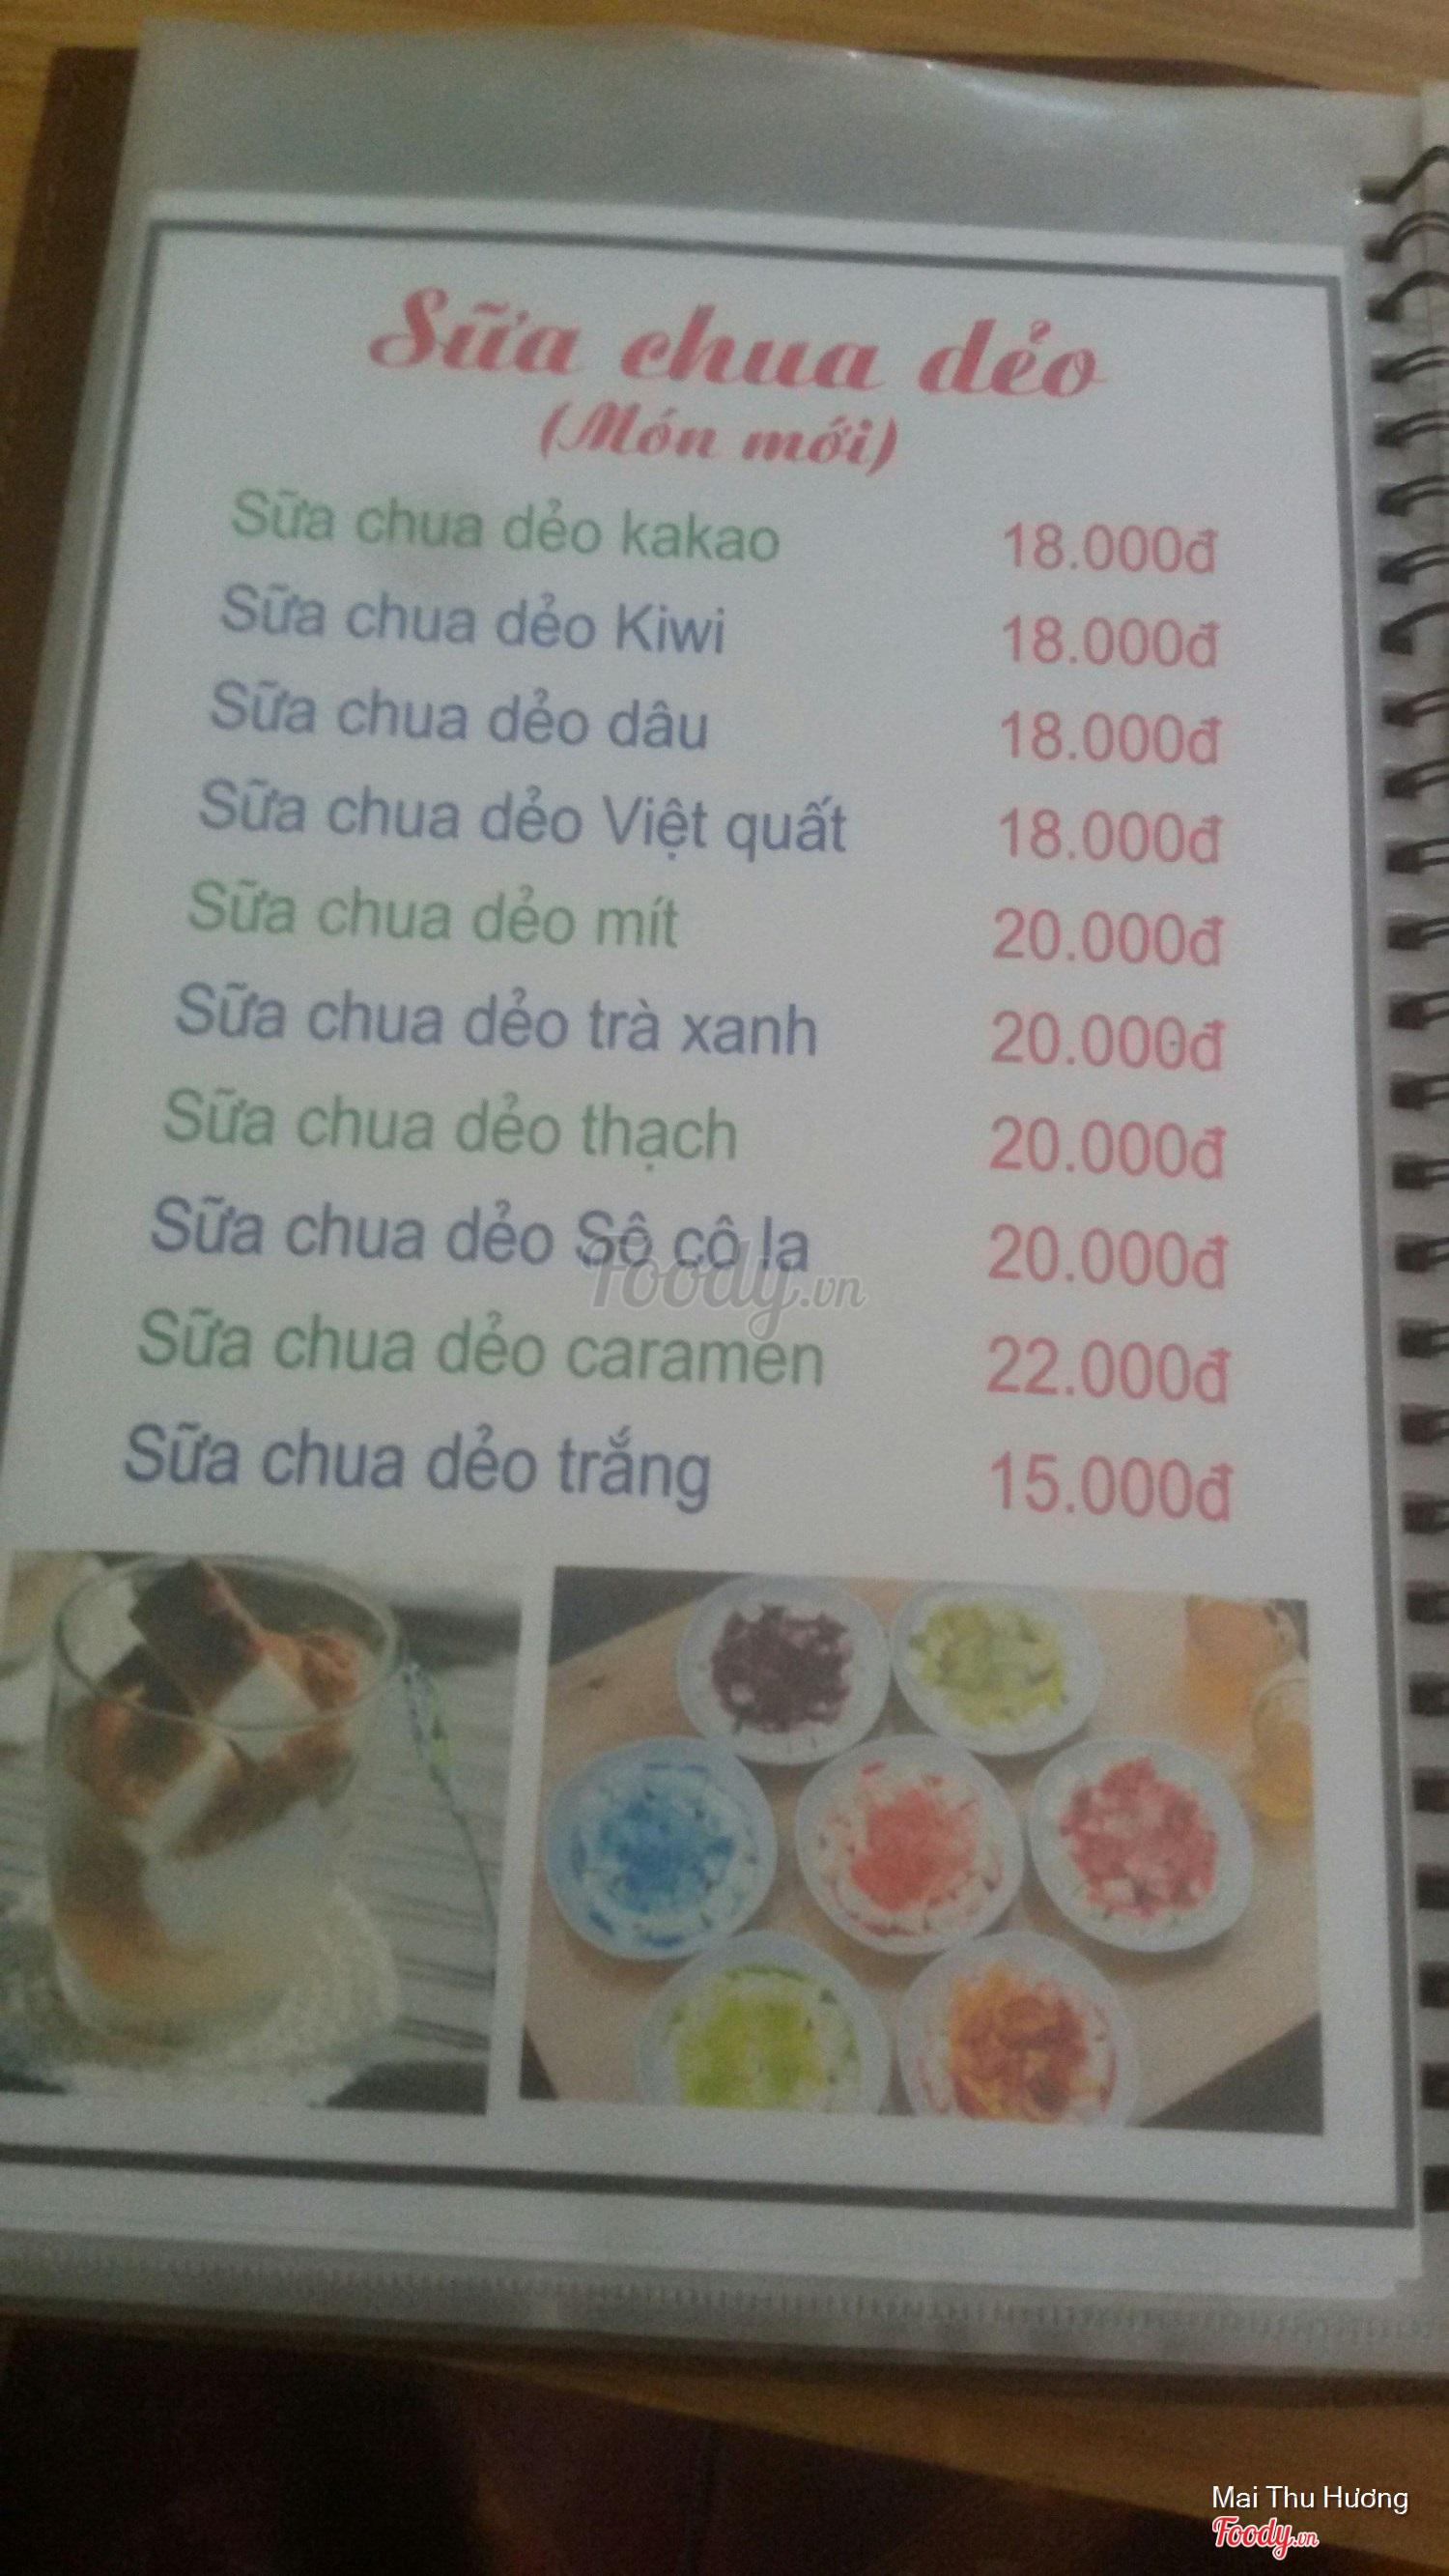 Sữa chua dẻo
(Món mới)
Sữa chua dẻo kakao 18.000đ
Sữa chua dẻo Kiwi 18.000đ
Sữa chua dẻo dâu 18.000đ
Sữa chua dẻo Việt quất 18.000đ
Sữa chua dẻo mít 20.000đ
Sữa chua dẻo trà xanh 20.000đ
Sữa chua dẻo thạch 20.000đ
Sữa chua dẻo Sô cô la 20.000đ
Foody.vn
Sữa chua dẻo caramen 22.000đ
Sữa chua dẻo trắng 15.000đ
Mai Thu Hương
Foody.vn